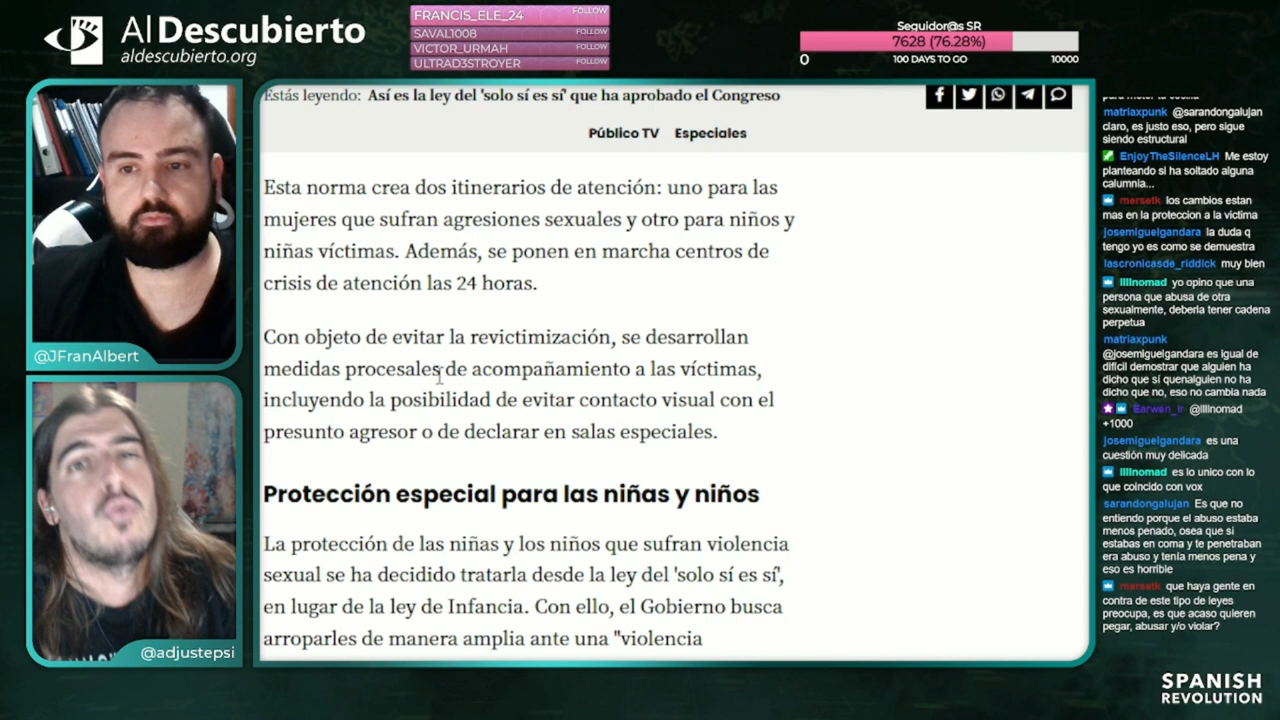 Al Descubierto
aldescubierto.org
FRANCIS_ELE_24 FOLLOW
SAVAL1008 FOLLOW
VICTOR_URMAH FOLLOW
ULTRAD3STROYER FOLLOW
Seguidor@s SR
7628 (76.28%)
0 100 DAYS TO GO 10000
@JFranAlbert
@adjustepsi
Estás leyendo: Así es la ley del 'solo sí es sí' que ha aprobado el Congreso
Público TV Especiales
Esta norma crea dos itinerarios de atención: uno para las
mujeres que sufran agresiones sexuales y otro para niños y
niñas víctimas. Además, se ponen en marcha centros de
crisis de atención las 24 horas.
Con objeto de evitar la revictimización, se desarrollan
medidas procesales de acompañamiento a las víctimas,
incluyendo la posibilidad de evitar contacto visual con el
presunto agresor o de declarar en salas especiales.
Protección especial para las niñas y niños
La protección de las niñas y los niños que sufran violencia
sexual se ha decidido tratarla desde la ley del 'solo sí es sí',
en lugar de la ley de Infancia. Con ello, el Gobierno busca
arroparles de manera amplia ante una "violencia
matriaxpunk @sarandongalujan
claro, es justo eso, pero sigue
siendo estructural
EnjoyTheSilenceLH Me estoy
planteando si ha soltado alguna
calumnia...
mersetk los cambios estan
mas en la proteccion a la victima
josemiguelgandara la duda q
tengo yo es como se demuestra
lascronicasde_riddick muy bien
llllnomad yo opino que una
persona que abusa de otra
sexualmente, deberia tener cadena
perpetua
matriaxpunk
@josemiguelgandara es igual de
difícil demostrar que alguien ha
dicho que sí quenalguien no ha
dicho que no, eso no cambia nada
@llllnomad
+1000
josemiguelgandara es una
cuestión muy delicada
llllnomad es lo unico con lo
que coincido con vox
sarandongalujan Es que no
entiendo porque el abuso estaba
menos penado, osea que si
estabas en coma y te penetraban
era abuso y tenía menos pena y
eso es horrible
mersetk que haya gente en
contra de este tipo de leyes
preocupa, es que acaso quieren
pegar, abusar y/o violar?
SPANISH
REVOLUTION